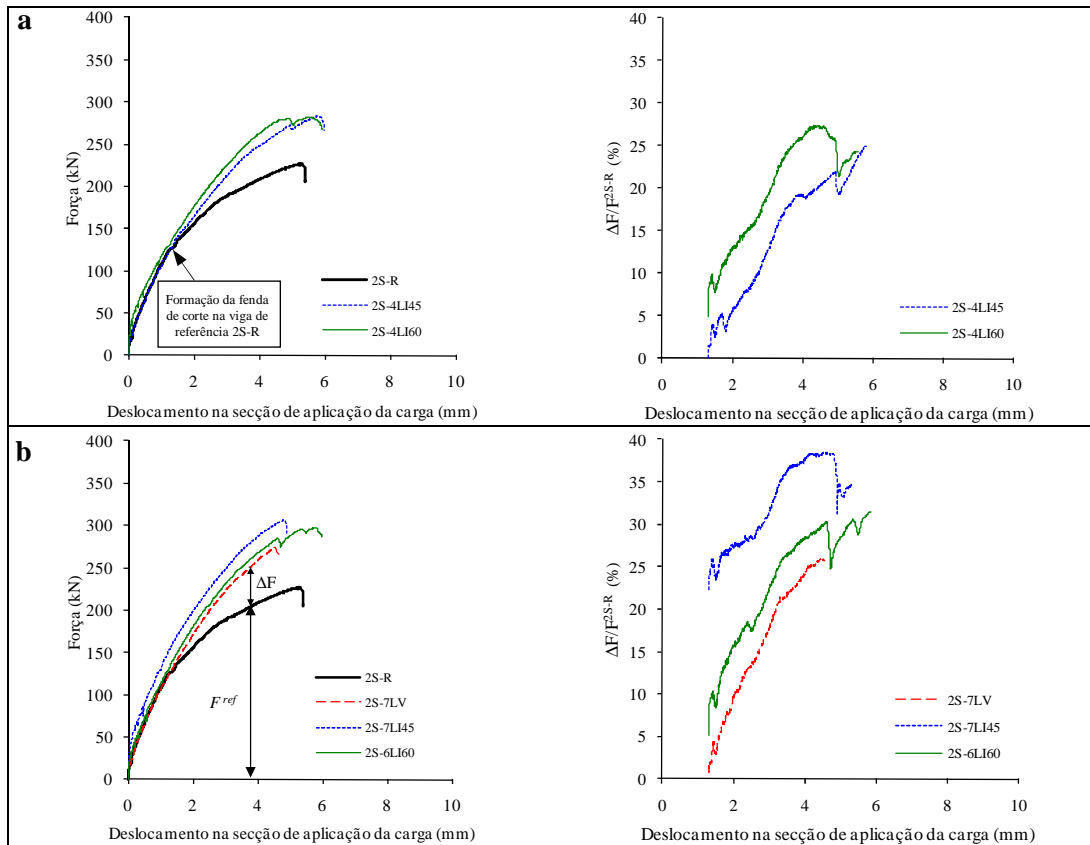 a
400
350
300
250
200
150
100
50
0
Força (kN)
Formação da fenda
de corte na viga de
referência 2S-R
2S-R
2S-4LI45
2S-4LI60
0 2 4 6 8 10
Deslocamento na secção de aplicação da carga (mm)
40
35
30
25
20
15
10
5
0
ΔF/F2S-R (%)
2S-4LI45
2S-4LI60
0 2 4 6 8 10
Deslocamento na secção de aplicação da carga (mm)
b
400
350
300
250
200
150
100
50
0
Força (kN)
ΔF
F ref
2S-R
2S-7LV
2S-7LI45
2S-6LI60
0 2 4 6 8 10
Deslocamento na secção de aplicação da carga (mm)
40
35
30
25
20
15
10
5
0
ΔF/F2S-R (%)
2S-7LV
2S-7LI45
2S-6LI60
0 2 4 6 8 10
Deslocamento na secção de aplicação da carga (mm)